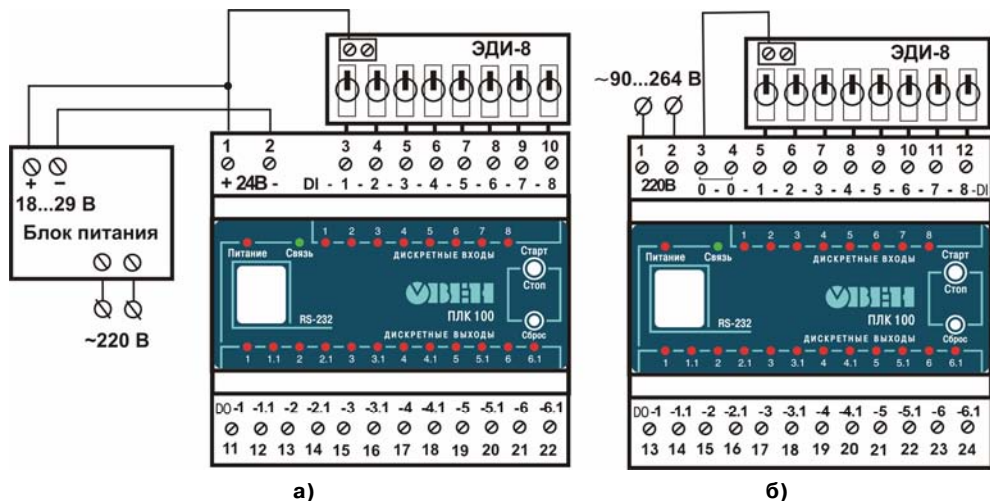 ЭДИ-8
1 2 3 4 5 6 7 8 9 10
+ 24В - DI - 1 - 2 - 3 - 4 - 5 - 6 - 7 - 8
+ –
18...29 В
Блок питания
~220 В
1 2 3 4 5 6 7 8
Питание Связь ДИСКРЕТНЫЕ ВХОДЫ Старт
Стоп
ОВЕН
ПЛК 100
RS-232
ДИСКРЕТНЫЕ ВЫХОДЫ Сброс
1 1.1 2 2.1 3 3.1 4 4.1 5 5.1 6 6.1
DO -1 -1.1 -2 -2.1 -3 -3.1 -4 -4.1 -5 -5.1 -6 -6.1
11 12 13 14 15 16 17 18 19 20 21 22
а)
ЭДИ-8
~90...264 В
1 2 3 4 5 6 7 8 9 10 11 12
220В 0 - 0 - 1 - 2 - 3 - 4 - 5 - 6 - 7 - 8 -DI
1 2 3 4 5 6 7 8
Питание Связь ДИСКРЕТНЫЕ ВХОДЫ Старт
Стоп
ОВЕН
ПЛК 100
RS-232
ДИСКРЕТНЫЕ ВЫХОДЫ Сброс
1 1.1 2 2.1 3 3.1 4 4.1 5 5.1 6 6.1
DO -1 -1.1 -2 -2.1 -3 -3.1 -4 -4.1 -5 -5.1 -6 -6.1
13 14 15 16 17 18 19 20 21 22 23 24
б)